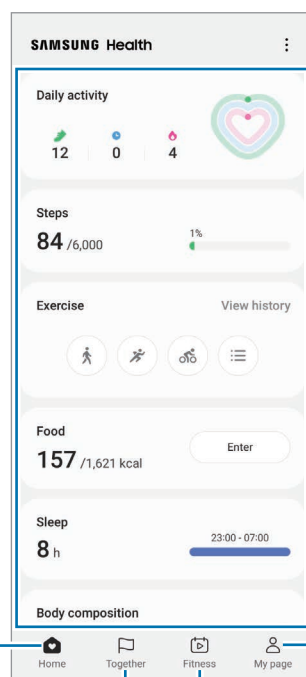 SAMSUNG Health
Daily activity
12 0 4
Steps
84 /6,000 1%
Exercise View history
Food
157 /1,621 kcal Enter
Sleep
8 h 23:00 - 07:00
Body composition
Home Together Fitness My page